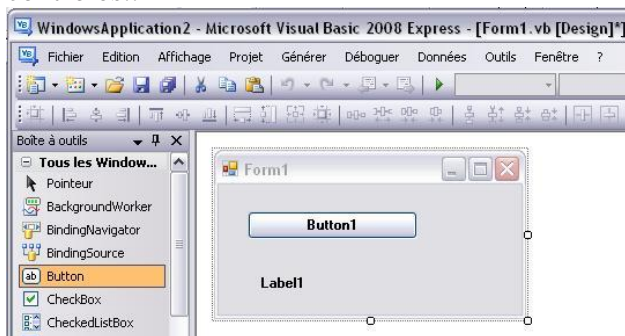 WindowsApplication2 - Microsoft Visual Basic 2008 Express - [Form1.vb [Design]*]
Fichier Edition Affichage Projet Générer Déboguer Données Outils Fenêtre ?
Boîte à outils
Tous les Window...
Pointeur
BackgroundWorker
BindingNavigator
BindingSource
Button
CheckBox
CheckedListBox
Form1
Button1
Label1